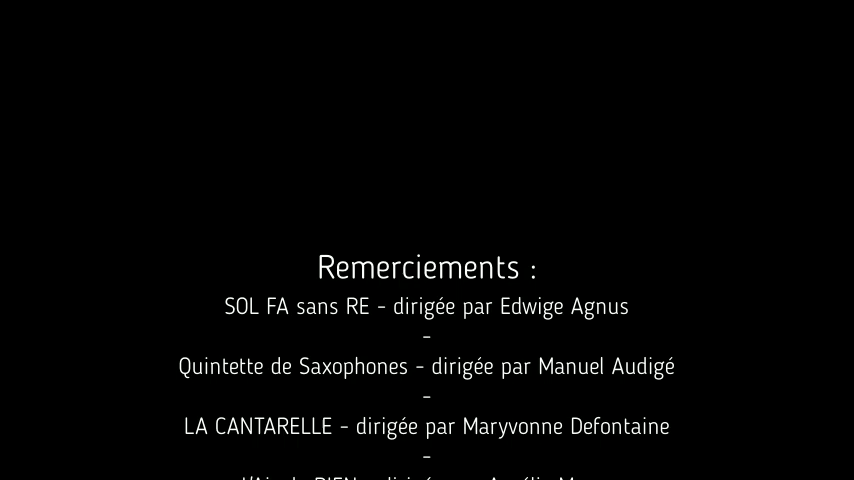 Remerciements :
SOL FA sans RE - dirigée par Edwige Agnus
-
Quintette de Saxophones - dirigée par Manuel Audigé
-
LA CANTARELLE - dirigée par Maryvonne Defontaine
-